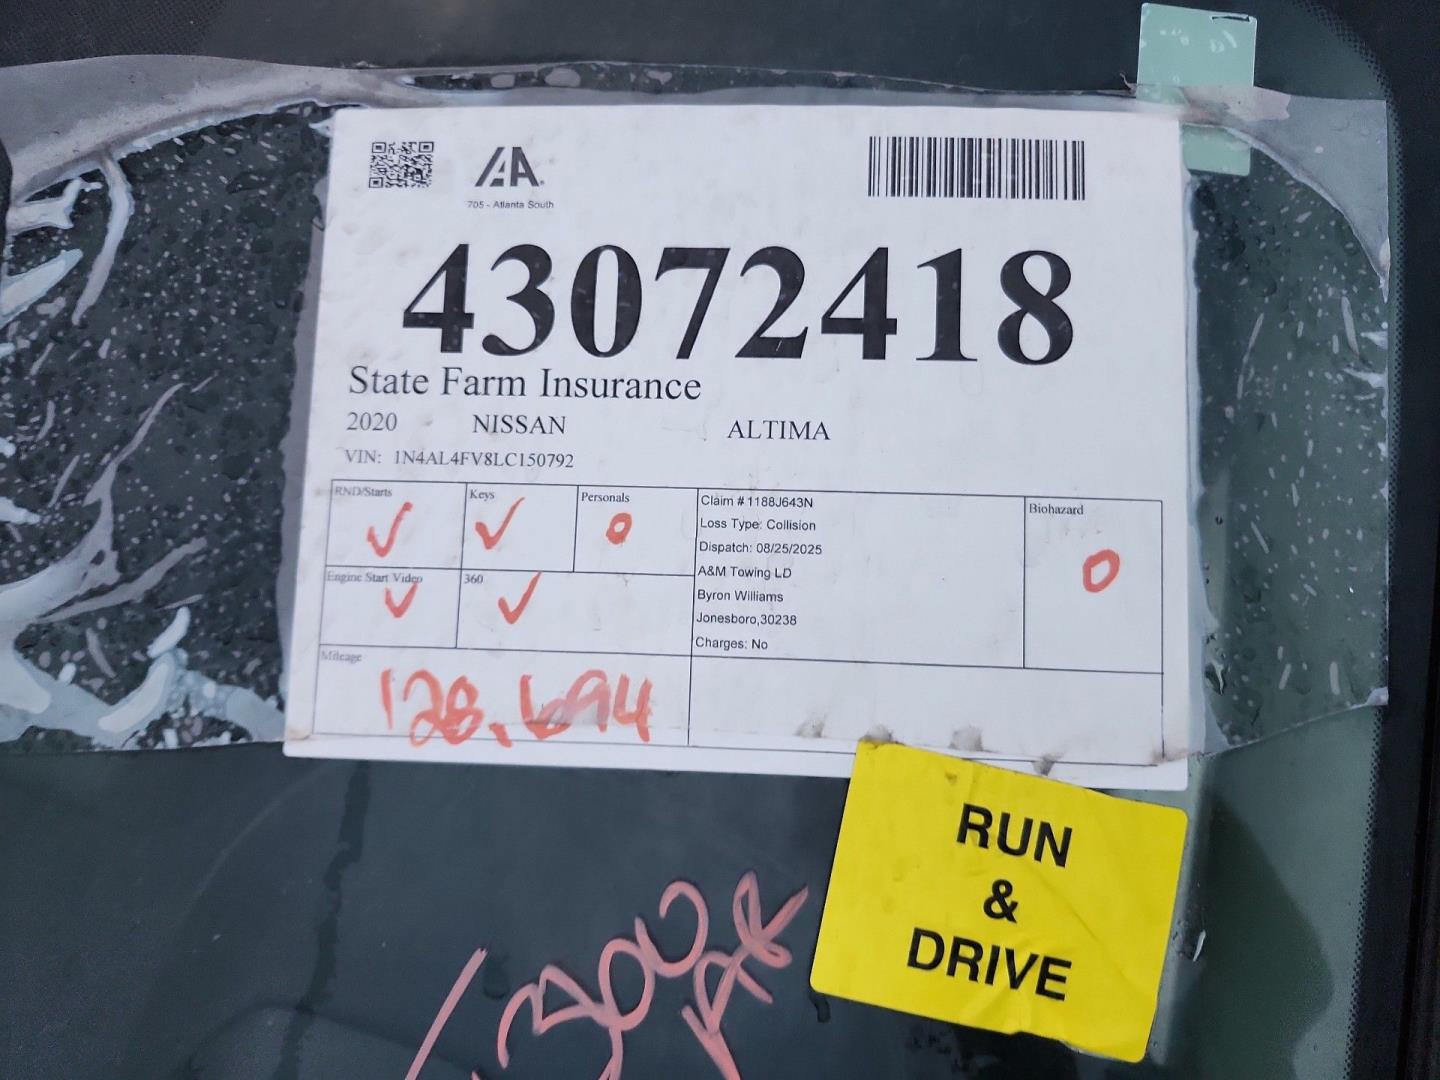 IAA
705 - Atlanta South
43072418
State Farm Insurance
2020 NISSAN ALTIMA
VIN: 1N4AL4FV8LC150792
RND/Starts
Keys
Personals
O
Engine Start Video
360
Mileage
128,694
Claim # 1188J643N
Loss Type: Collision
Dispatch: 08/25/2025
A&M Towing LD
Byron Williams
Jonesboro,30238
Charges: No
Biohazard
O
RUN
&
DRIVE